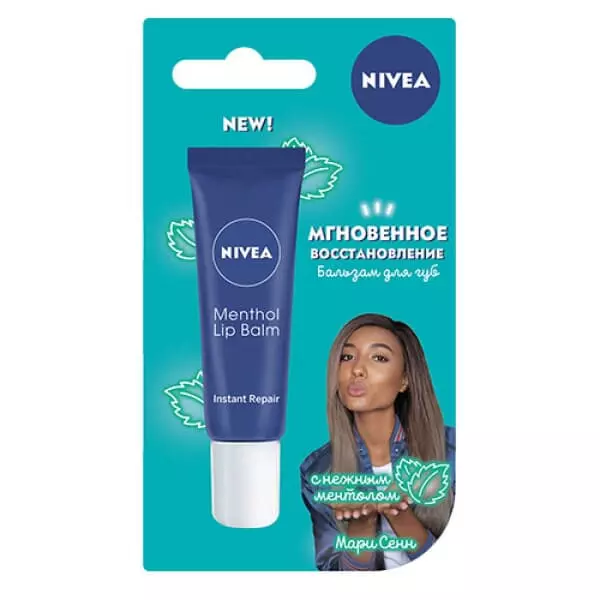 NIVEA
NEW!
МГНОВЕННОЕ
ВОССТАНОВЛЕНИЕ
Бальзам для губ
NIVEA
Menthol
Lip Balm
Instant Repair
с нежным
ментолом
Мари Сенн